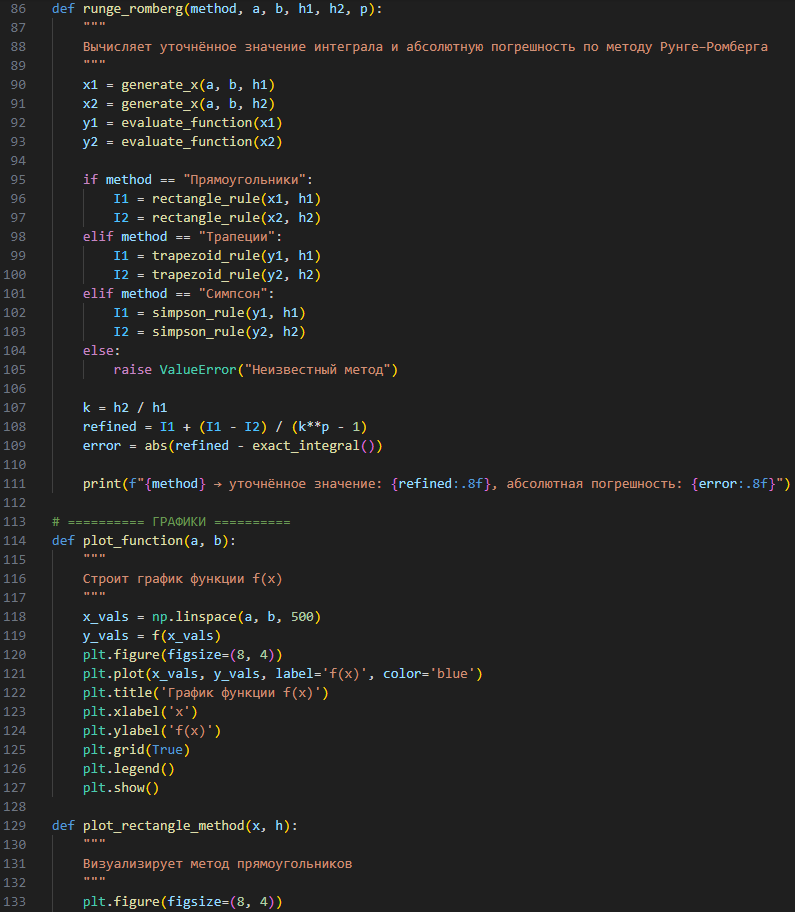 86 def runge_romberg(method, a, b, h1, h2, p):
87     """
88     Вычисляет уточнённое значение интеграла и абсолютную погрешность по методу Рунге–Ромберга
89     """
90     x1 = generate_x(a, b, h1)
91     x2 = generate_x(a, b, h2)
92     y1 = evaluate_function(x1)
93     y2 = evaluate_function(x2)
94
95     if method == "Прямоугольники":
96         I1 = rectangle_rule(x1, h1)
97         I2 = rectangle_rule(x2, h2)
98     elif method == "Трапеции":
99         I1 = trapezoid_rule(y1, h1)
100         I2 = trapezoid_rule(y2, h2)
101     elif method == "Симпсон":
102         I1 = simpson_rule(y1, h1)
103         I2 = simpson_rule(y2, h2)
104     else:
105         raise ValueError("Неизвестный метод")
106
107     k = h2 / h1
108     refined = I1 + (I1 - I2) / (k**p - 1)
109     error = abs(refined - exact_integral())
110
111     print(f"{method} → уточнённое значение: {refined:.8f}, абсолютная погрешность: {error:.8f}")
112
113 # ========== ГРАФИКИ ==========
114 def plot_function(a, b):
115     """
116     Строит график функции f(x)
117     """
118     x_vals = np.linspace(a, b, 500)
119     y_vals = f(x_vals)
120     plt.figure(figsize=(8, 4))
121     plt.plot(x_vals, y_vals, label='f(x)', color='blue')
122     plt.title('График функции f(x)')
123     plt.xlabel('x')
124     plt.ylabel('f(x)')
125     plt.grid(True)
126     plt.legend()
127     plt.show()
128
129 def plot_rectangle_method(x, h):
130     """
131     Визуализирует метод прямоугольников
132     """
133     plt.figure(figsize=(8, 4))